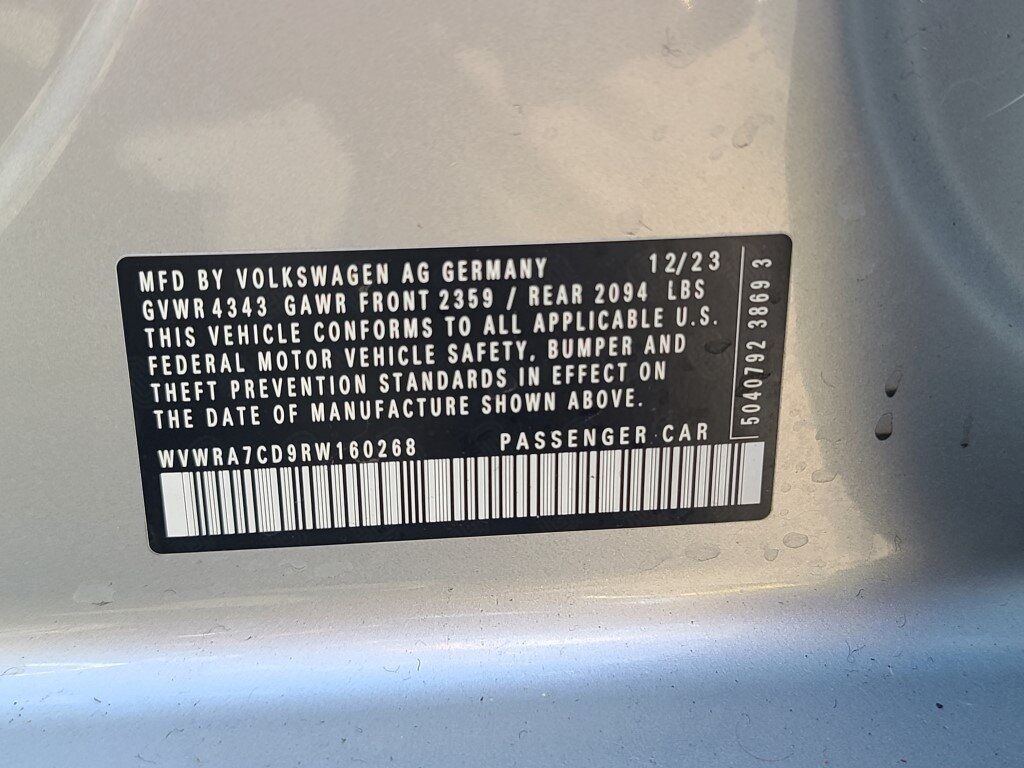 MFD BY VOLKSWAGEN AG GERMANY 12/23
GVWR 4343 GAWR FRONT 2359 / REAR 2094 LBS
THIS VEHICLE CONFORMS TO ALL APPLICABLE U.S.
FEDERAL MOTOR VEHICLE SAFETY, BUMPER AND
THEFT PREVENTION STANDARDS IN EFFECT ON
THE DATE OF MANUFACTURE SHOWN ABOVE.
WVWRA7CD9RW160268 PASSENGER CAR
5040792 3869 3